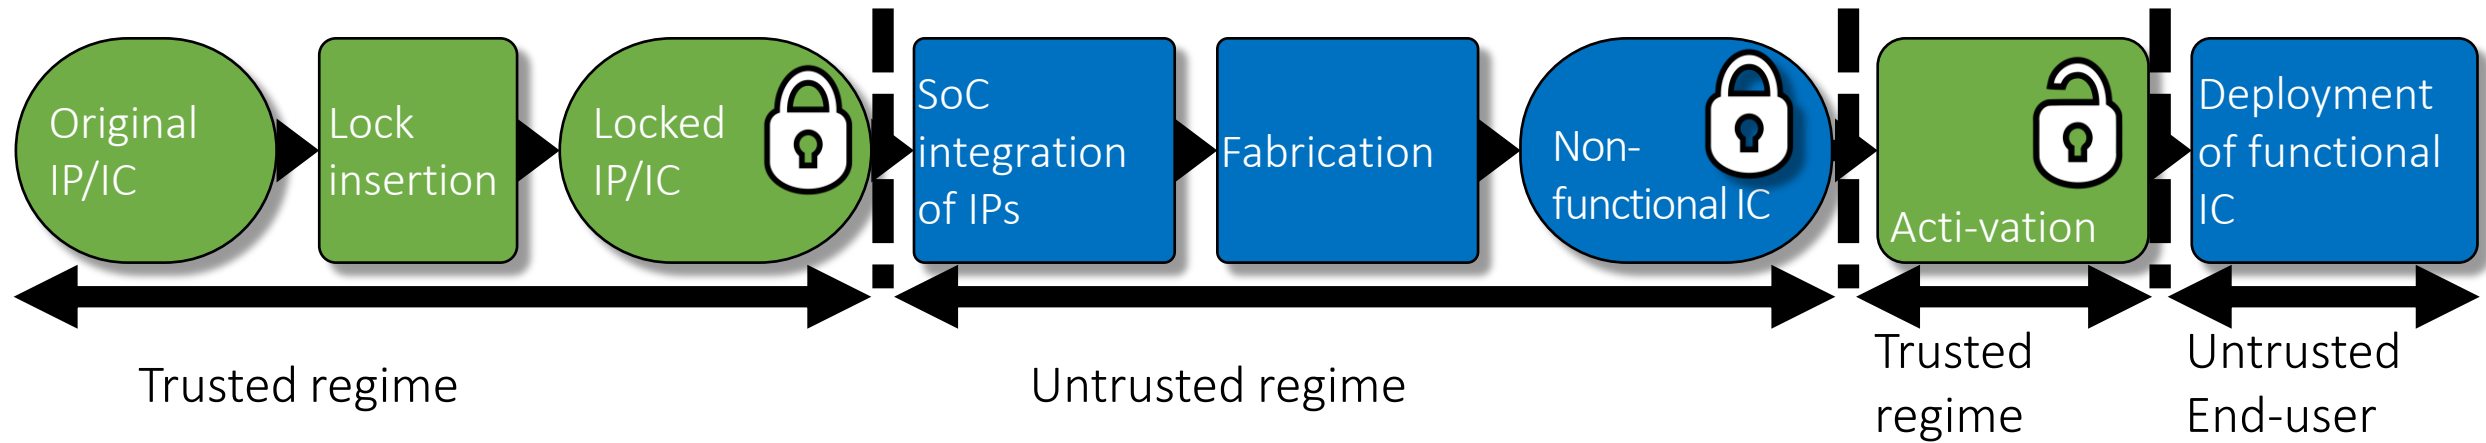 Original
IP/IC
Lock
insertion
Locked
IP/IC
SoC
integration
of IPs
Fabrication
Non-
functional IC
Acti-vation
Deployment
of functional
IC
Trusted regime
Untrusted regime
Trusted
regime
Untrusted
End-user